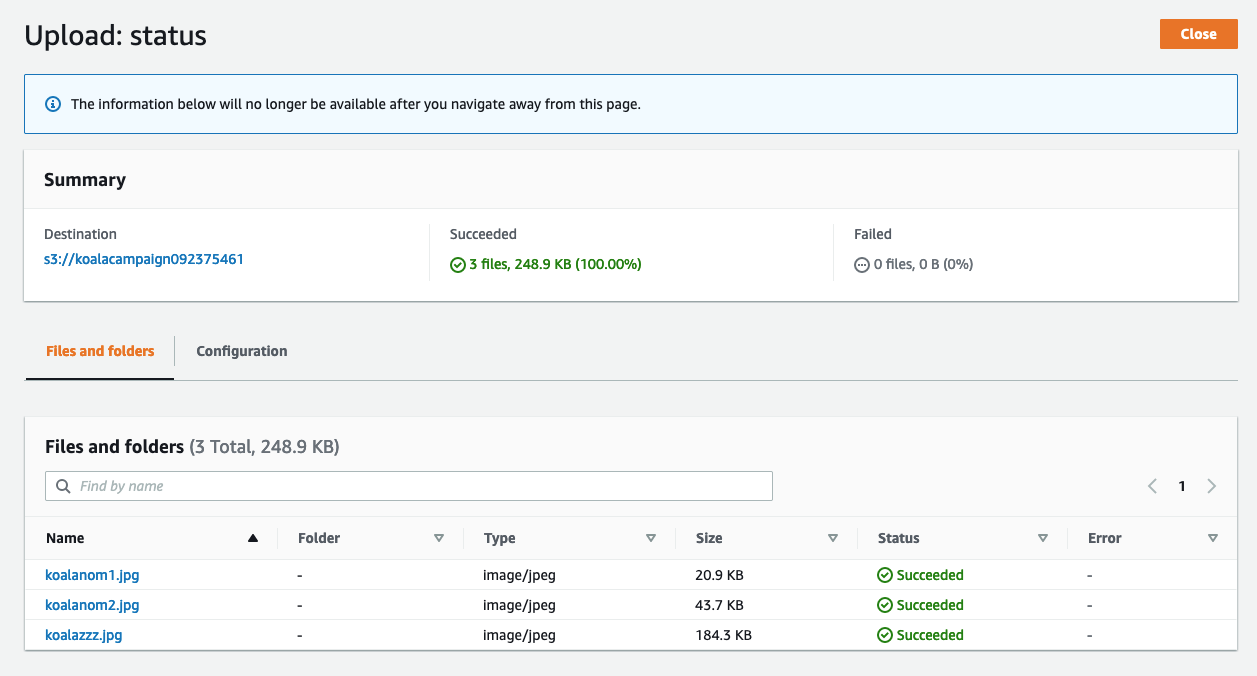 Upload: status
Close
The information below will no longer be available after you navigate away from this page.
Summary
Destination
s3://koalacampaign092375461
Succeeded
3 files, 248.9 KB (100.00%)
Failed
0 files, 0 B (0%)
Files and folders
Configuration
Files and folders (3 Total, 248.9 KB)
Find by name
1
Name Folder Type Size Status Error
koalanom1.jpg - image/jpeg 20.9 KB Succeeded -
koalanom2.jpg - image/jpeg 43.7 KB Succeeded -
koalazzz.jpg - image/jpeg 184.3 KB Succeeded -